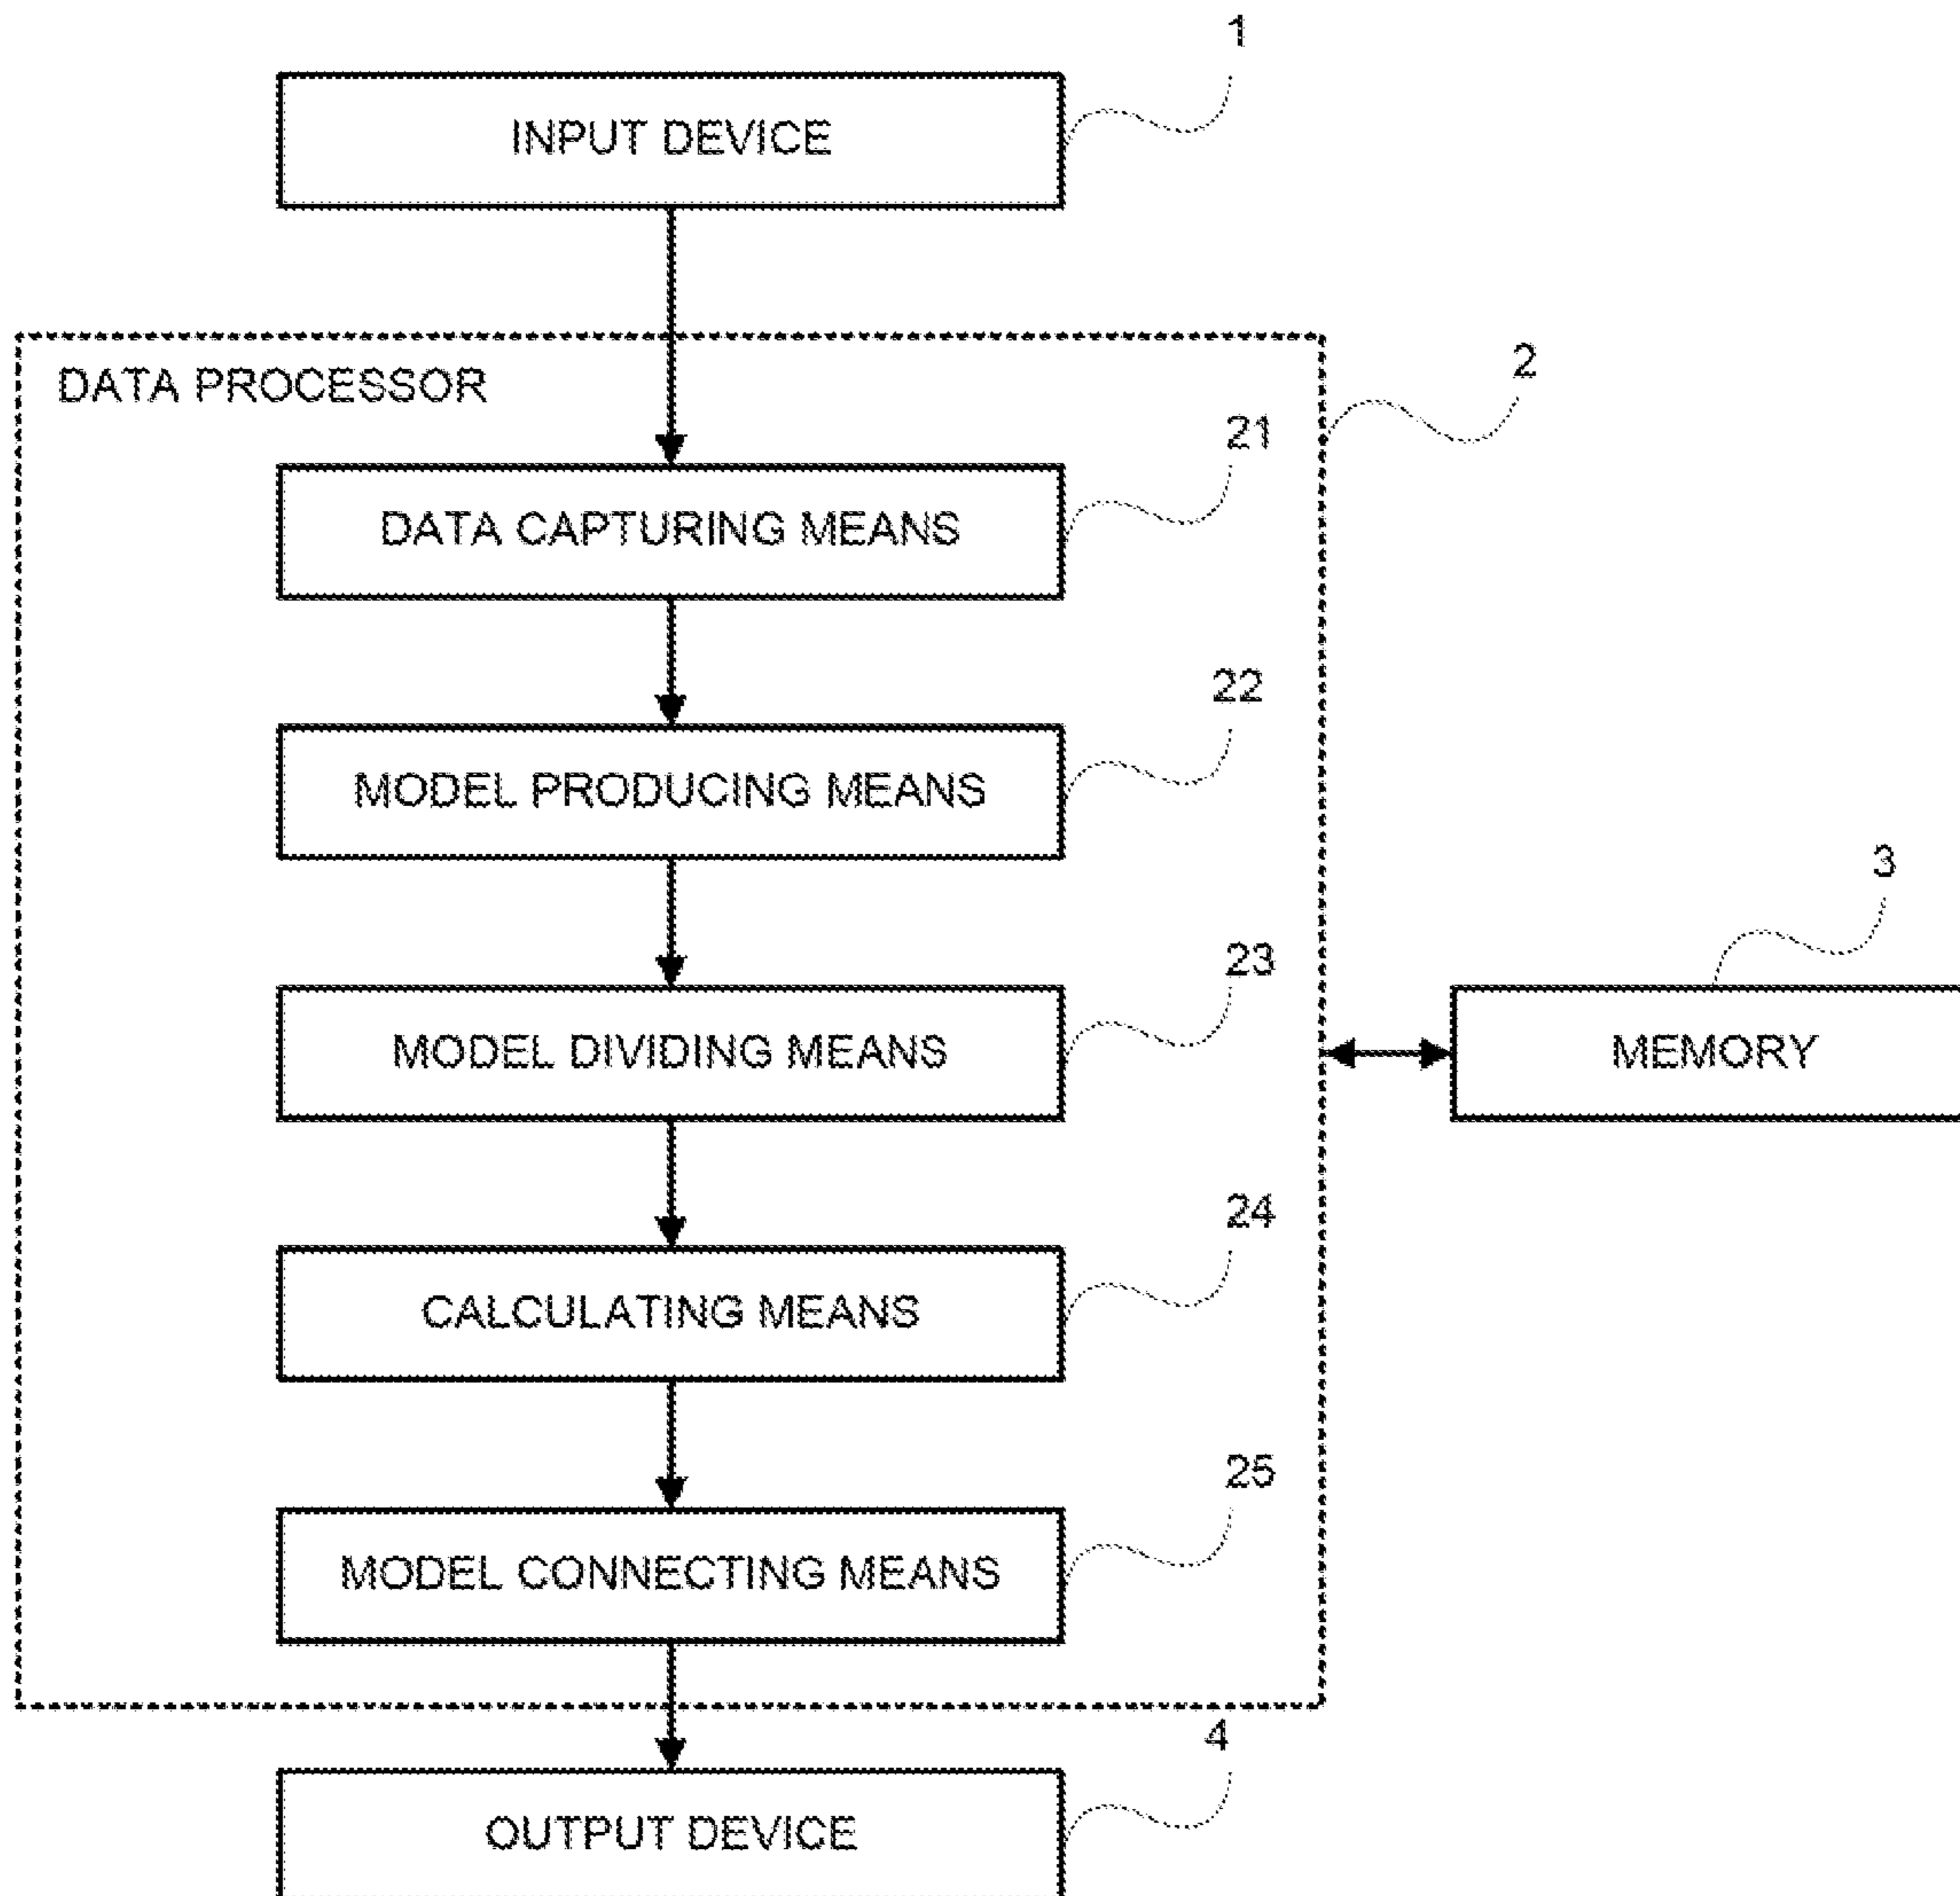 1
INPUT DEVICE
2
DATA PROCESSOR
21
DATA CAPTURING MEANS
22
MODEL PRODUCING MEANS
3
23
MODEL DIVIDING MEANS
MEMORY
24
CALCULATING MEANS
25
MODEL CONNECTING MEANS
4
OUTPUT DEVICE